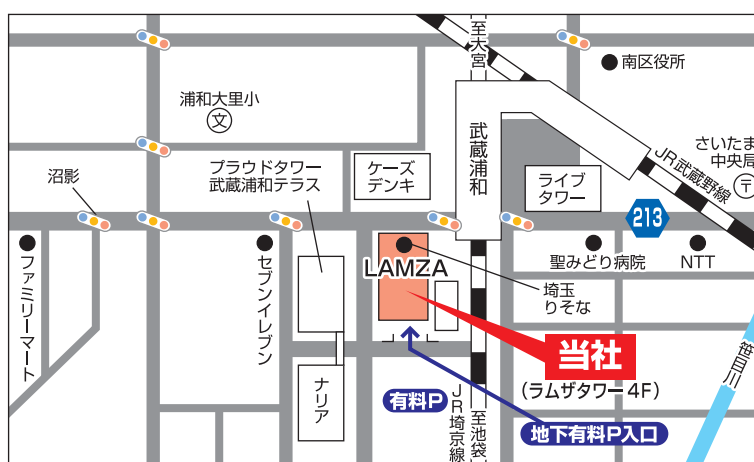 至大宮
南区役所
浦和大里小
文
武蔵浦和
JR武蔵野線
さいたま
中央局
〒
沼影
プラウドタワー
武蔵浦和テラス
ケーズ
デンキ
ライブ
タワー
213
ファミリーマート
セブンイレブン
LAMZA
聖みどり病院
NTT
埼玉
りそな
当社
(ラムザタワー4F)
笹目川
ナリア
有料P
JR埼京線
至池袋
地下有料P入口